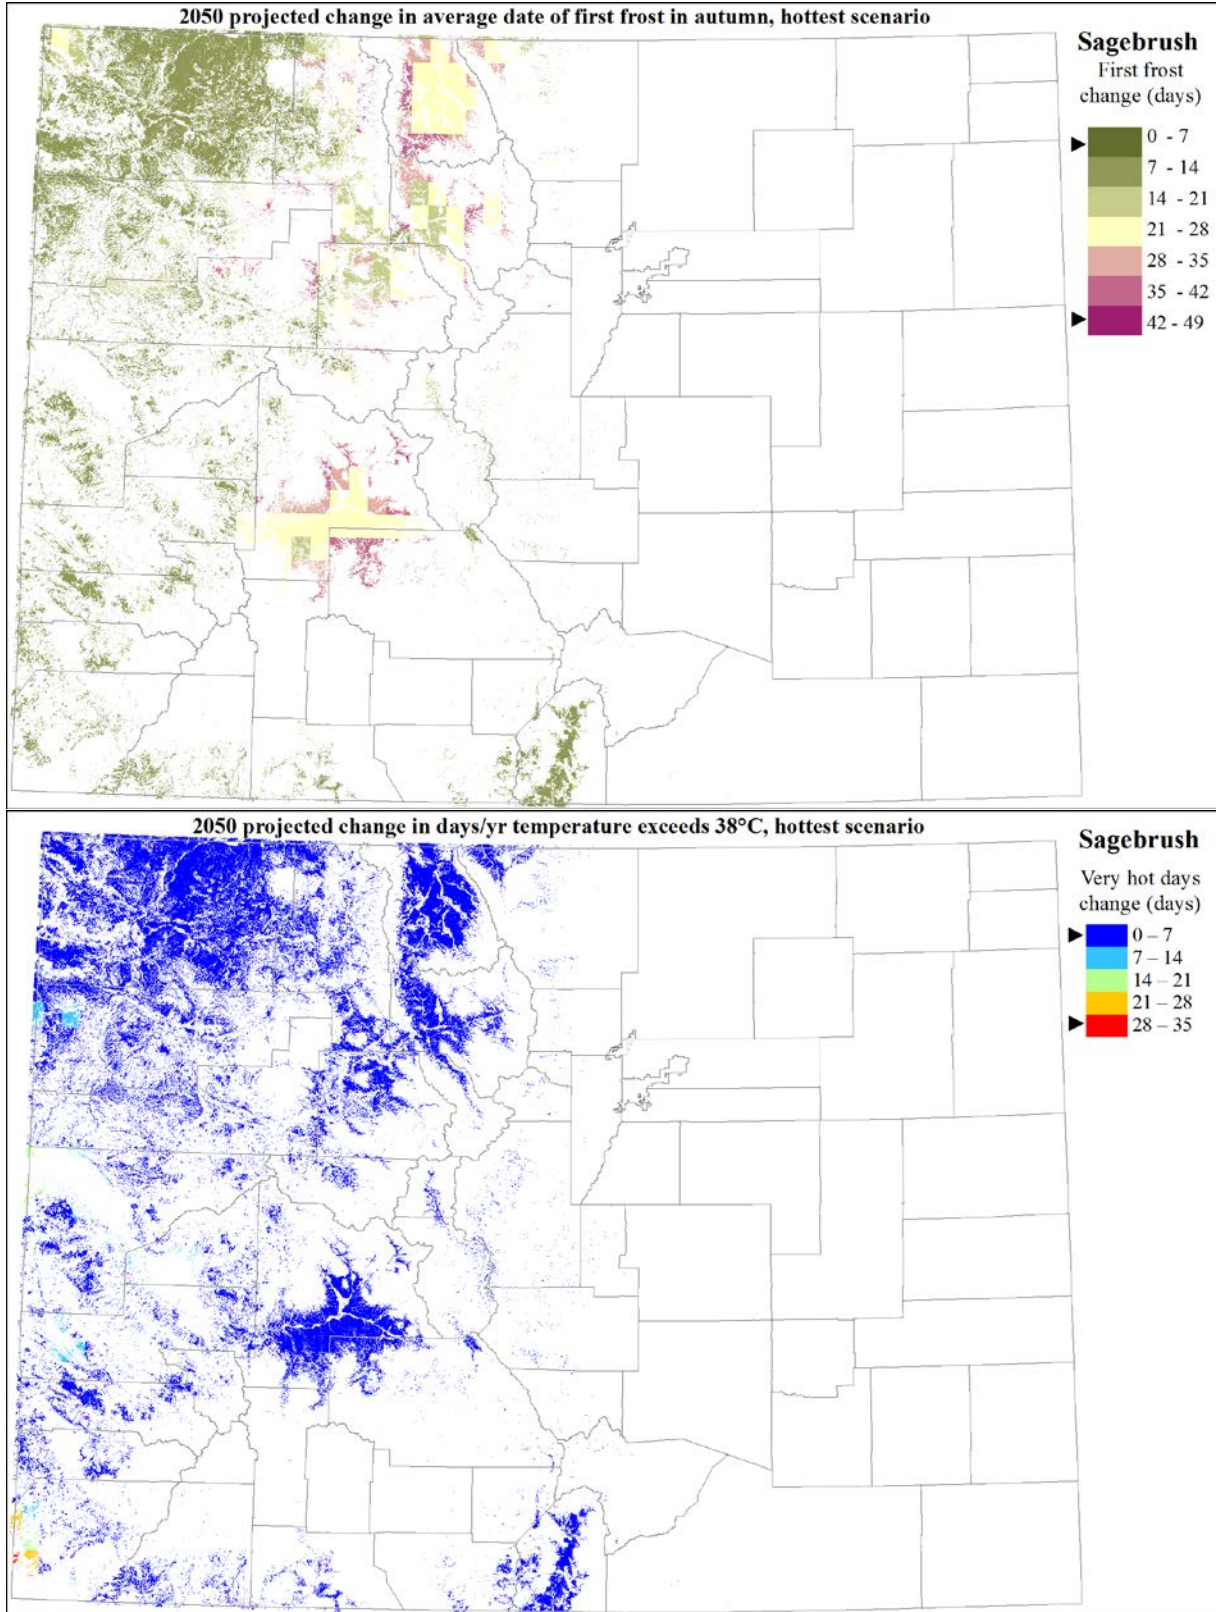 2050 projected change in average date of first frost in autumn, hottest scenario
Sagebrush
First frost
change (days)
0 - 7
7 - 14
14 - 21
21 - 28
28 - 35
35 - 42
42 - 49
2050 projected change in days/yr temperature exceeds 38°C, hottest scenario
Sagebrush
Very hot days
change (days)
0 – 7
7 – 14
14 – 21
21 – 28
28 – 35